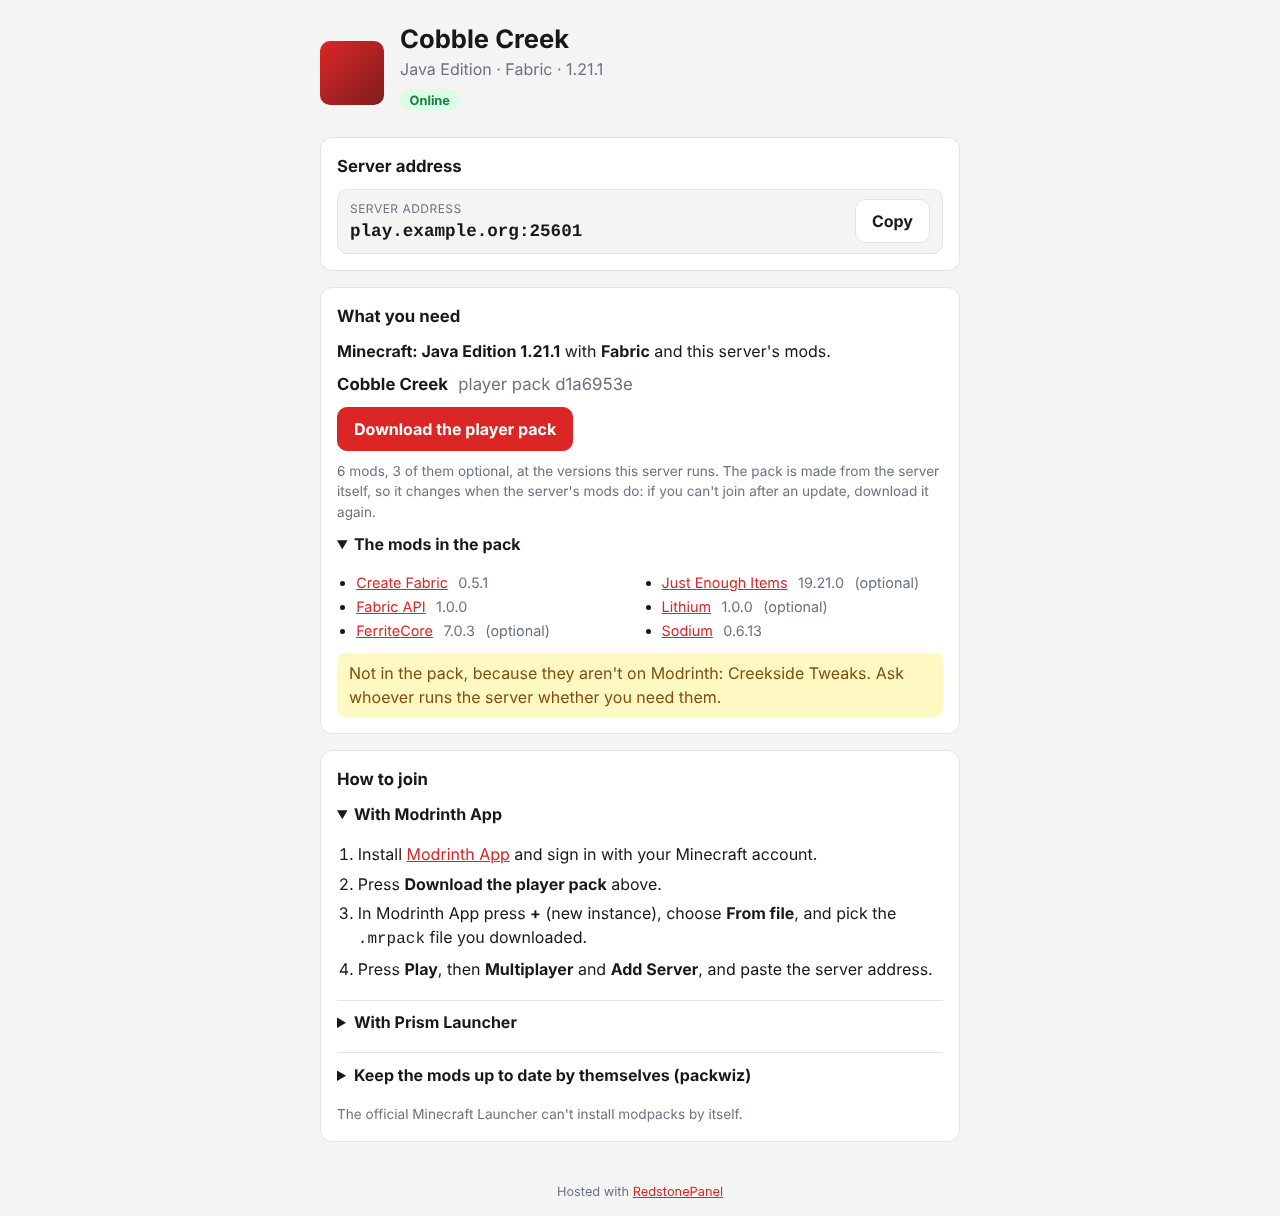 Cobble Creek
Java Edition · Fabric · 1.21.1
Online
Server address
SERVER ADDRESS
play.example.org:25601
Copy
What you need
Minecraft: Java Edition 1.21.1 with Fabric and this server's mods.
Cobble Creek player pack d1a6953e
Download the player pack
6 mods, 3 of them optional, at the versions this server runs. The pack is made from the server
itself, so it changes when the server's mods do: if you can't join after an update, download it
again.
The mods in the pack
Create Fabric 0.5.1
Fabric API 1.0.0
FerriteCore 7.0.3 (optional)
Just Enough Items 19.21.0 (optional)
Lithium 1.0.0 (optional)
Sodium 0.6.13
Not in the pack, because they aren't on Modrinth: Creekside Tweaks. Ask
whoever runs the server whether you need them.
How to join
With Modrinth App
1. Install Modrinth App and sign in with your Minecraft account.
2. Press Download the player pack above.
3. In Modrinth App press + (new instance), choose From file, and pick the
.mrpack file you downloaded.
4. Press Play, then Multiplayer and Add Server, and paste the server address.
With Prism Launcher
Keep the mods up to date by themselves (packwiz)
The official Minecraft Launcher can't install modpacks by itself.
Hosted with RedstonePanel